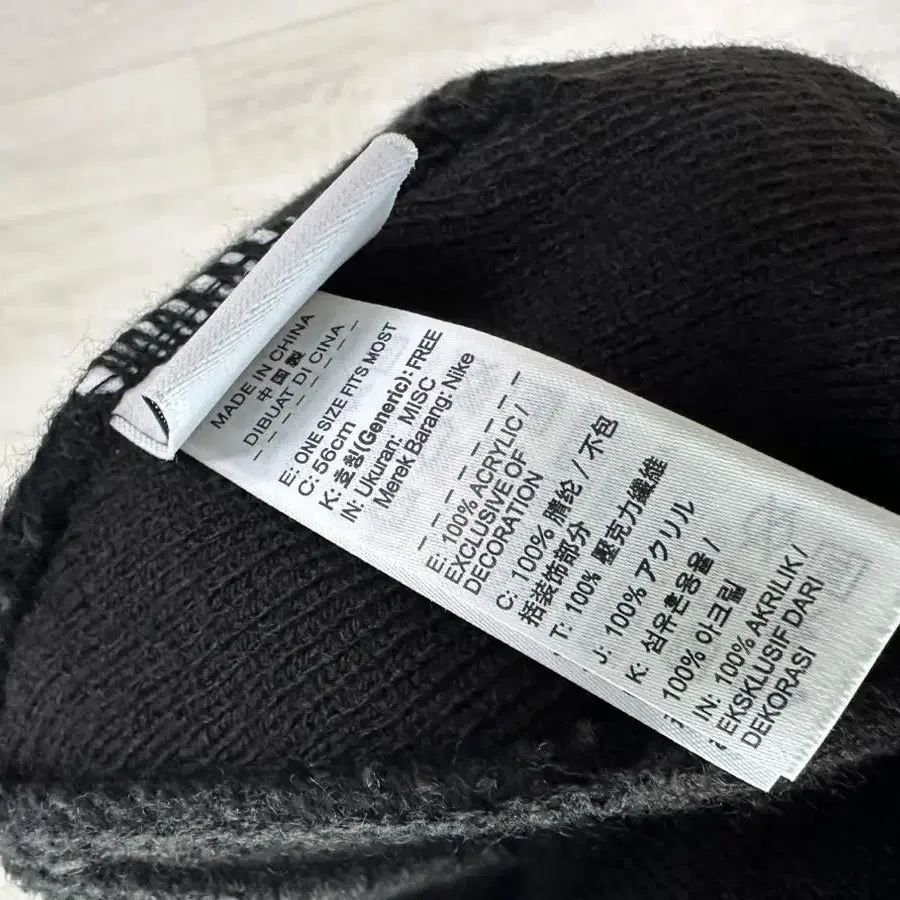 MADE IN CHINA
中国製
DIBUAT DI CINA
E: ONE SIZE FITS MOST
C: 56cm
K: 호칭(Generic): FREE
IN: Ukuran: MISC
Merek Barang: Nike
E: 100% ACRYLIC /
EXCLUSIVE OF
DECORATION
C: 100% 腈纶 / 不包
括装饰部分
T: 100% 壓克力纖維
J: 100% アクリル
K: 섬유혼용율 /
100% 아크릴
IN: 100% AKRILIK /
EKSKLUSIF DARI
DEKORASI